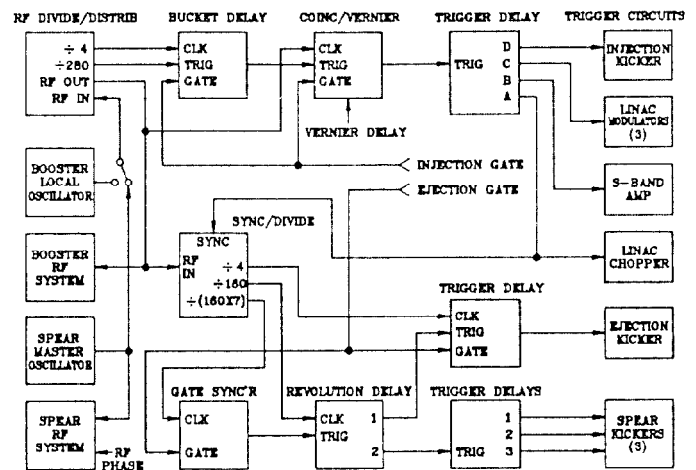 RF DIVIDE/DISTRIB
BUCKET DELAY
COINC/VERNIER
TRIGGER DELAY
TRIGGER CIRCUITS
÷ 4
÷280
RF OUT
RF IN
CLK
TRIG
GATE
CLK
TRIG
GATE
TRIG
D
C
B
A
INJECTION
KICKER
VERNIER DELAY
LINAC
MODULATORS
(3)
BOOSTER
LOCAL
OSCILLATOR
INJECTION GATE
EJECTION GATE
S-BAND
AMP
SYNC/DIVIDE
SYNC
RF
IN
÷4
÷160
÷(160X7)
BOOSTER
RF
SYSTEM
LINAC
CHOPPER
TRIGGER DELAY
CLK
TRIG
GATE
EJECTION
KICKER
SPEAR
MASTER
OSCILLATOR
GATE SYNC'R
REVOLUTION DELAY
TRIGGER DELAYS
SPEAR
RF
SYSTEM
RF
PHASE
CLK
GATE
CLK
TRIG
1
2
TRIG
1
2
3
SPEAR
KICKERS
(3)